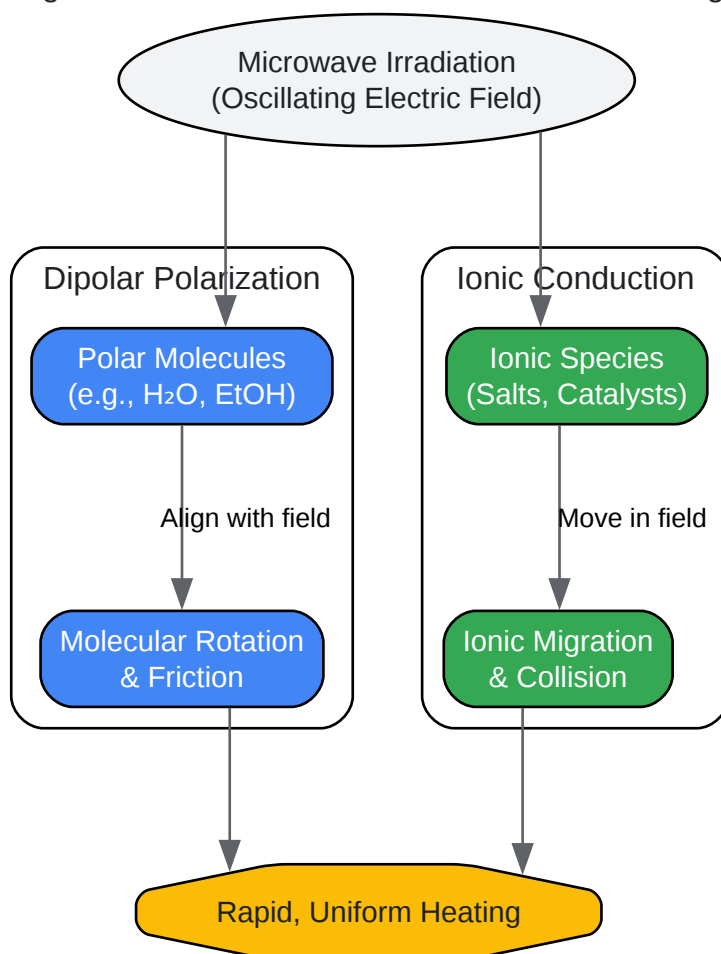 Microwave Irradiation
(Oscillating Electric Field)
Dipolar Polarization
Polar Molecules
(e.g., H₂O, EtOH)
Align with field
Molecular Rotation
& Friction
Ionic Conduction
Ionic Species
(Salts, Catalysts)
Move in field
Ionic Migration
& Collision
Rapid, Uniform Heating